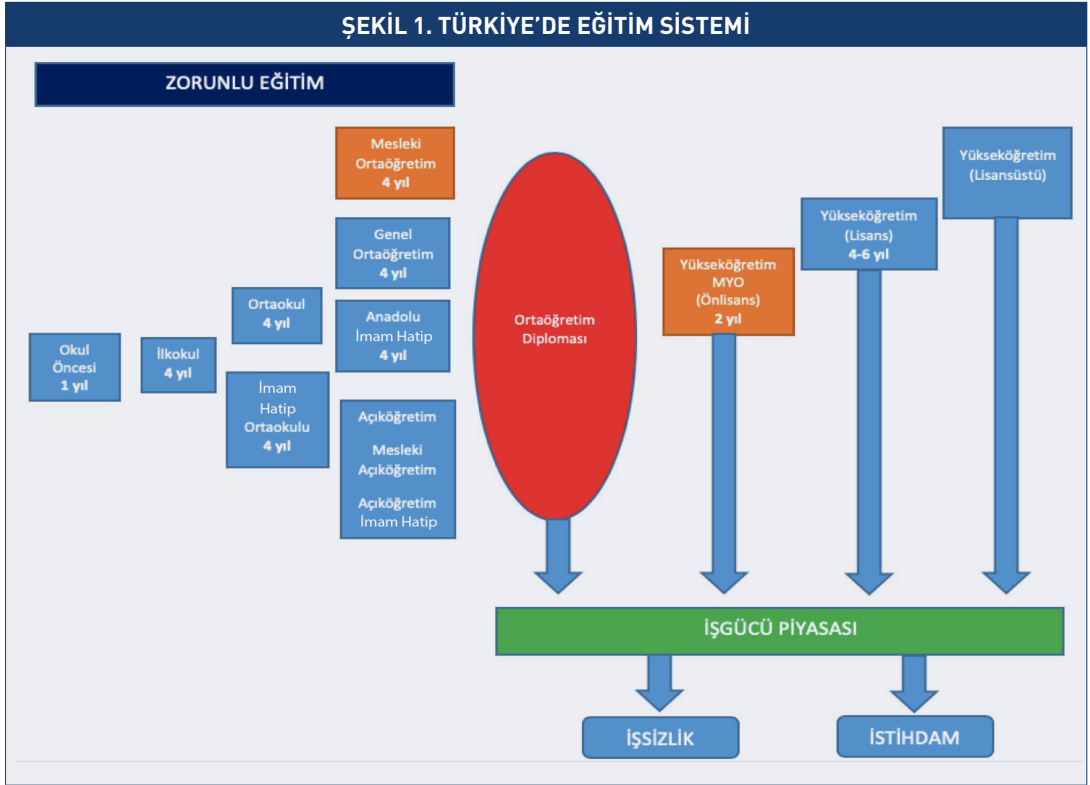 ŞEKİL 1. TÜRKİYE'DE EĞİTİM SİSTEMİ
ZORUNLU EĞİTİM
Okul
Öncesi
1 yıl
İlkokul
4 yıl
Ortaokul
4 yıl
İmam
Hatip
Ortaokulu
4 yıl
Mesleki
Ortaöğretim
4 yıl
Genel
Ortaöğretim
4 yıl
Anadolu
İmam Hatip
4 yıl
Açıköğretim
Mesleki
Açıköğretim
Açıköğretim
İmam Hatip
Ortaöğretim
Diploması
Yükseköğretim
MYO
(Önlisans)
2 yıl
Yükseköğretim
(Lisans)
4-6 yıl
Yükseköğretim
(Lisansüstü)
İŞGÜCÜ PİYASASI
İŞSİZLİK
İSTİHDAM